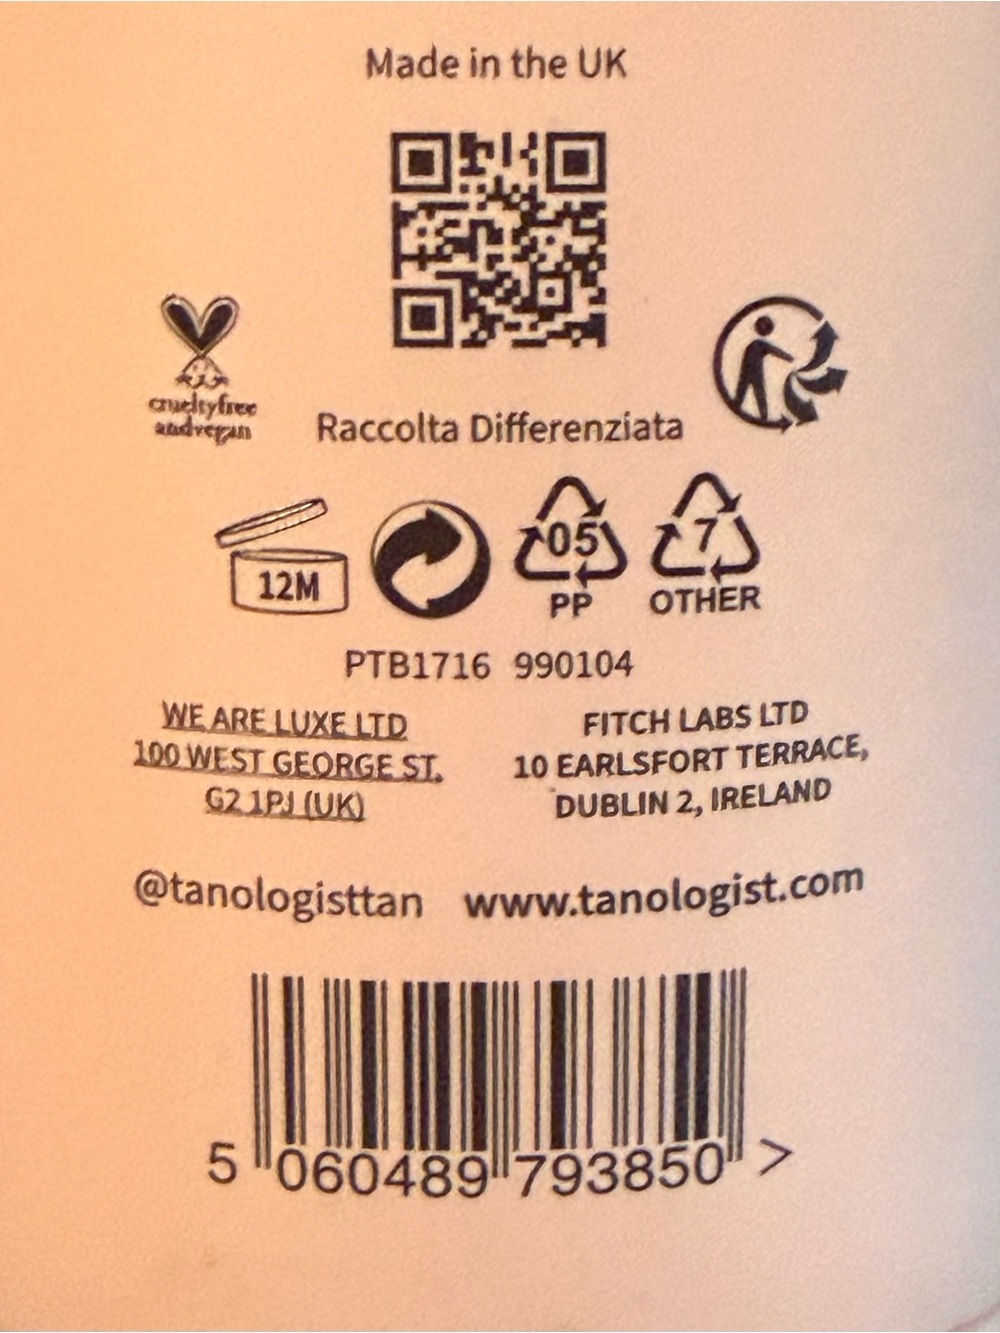 Made in the UK
crueltyfree
andvegan
Raccolta Differenziata
12M
05
PP
7
OTHER
PTB1716 990104
WE ARE LUXE LTD
100 WEST GEORGE ST.
G2 1PJ (UK)
FITCH LABS LTD
10 EARLSFORT TERRACE,
DUBLIN 2, IRELAND
@tanologisttan www.tanologist.com
5 060489 793850 >